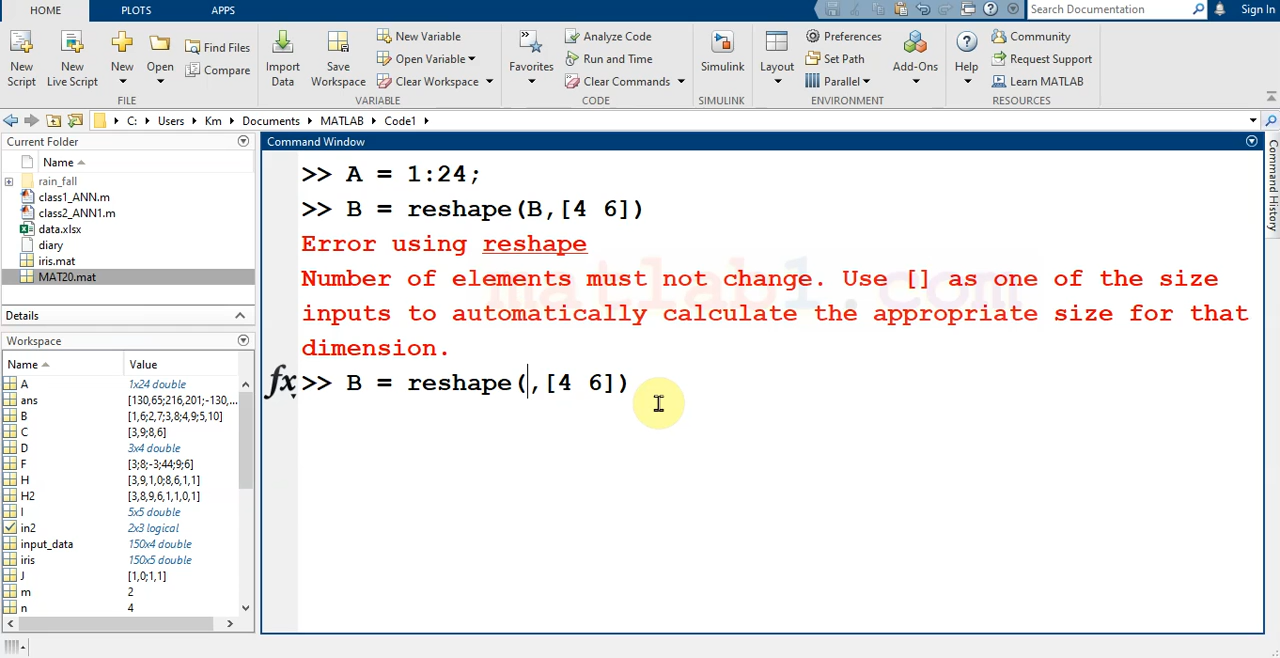 HOME PLOTS APPS Search Documentation Sign In
New Script
New Live Script
New
Open
Find Files
Compare
FILE
Import Data
Save Workspace
New Variable
Open Variable
Clear Workspace
VARIABLE
Favorites
Analyze Code
Run and Time
Clear Commands
CODE
Simulink
SIMULINK
Layout
Preferences
Set Path
Parallel
ENVIRONMENT
Add-Ons
Help
Community
Request Support
Learn MATLAB
RESOURCES
C: Users Km Documents MATLAB Code1
Current Folder
Name
rain_fall
class1_ANN.m
class2_ANN1.m
data.xlsx
diary
iris.mat
MAT20.mat
Details
Workspace
Name Value
A 1x24 double
ans [130,65;216,201;-130,...
B [1,6;2,7;3,8;4,9;5,10]
C [3,9;8,6]
D 3x4 double
F [3;8;-3;44;9;6]
H [3,9,1,0;8,6,1,1]
H2 [3,8,9,6,1,1,0,1]
I 5x5 double
in2 2x3 logical
input_data 150x4 double
iris 150x5 double
J [1,0;1,1]
m 2
n 4
Command Window
>> A = 1:24;
>> B = reshape(B,[4 6])
Error using reshape
Number of elements must not change. Use [] as one of the size
inputs to automatically calculate the appropriate size for that
dimension.
fx >> B = reshape(,[4 6])
matlab1.com
Command History